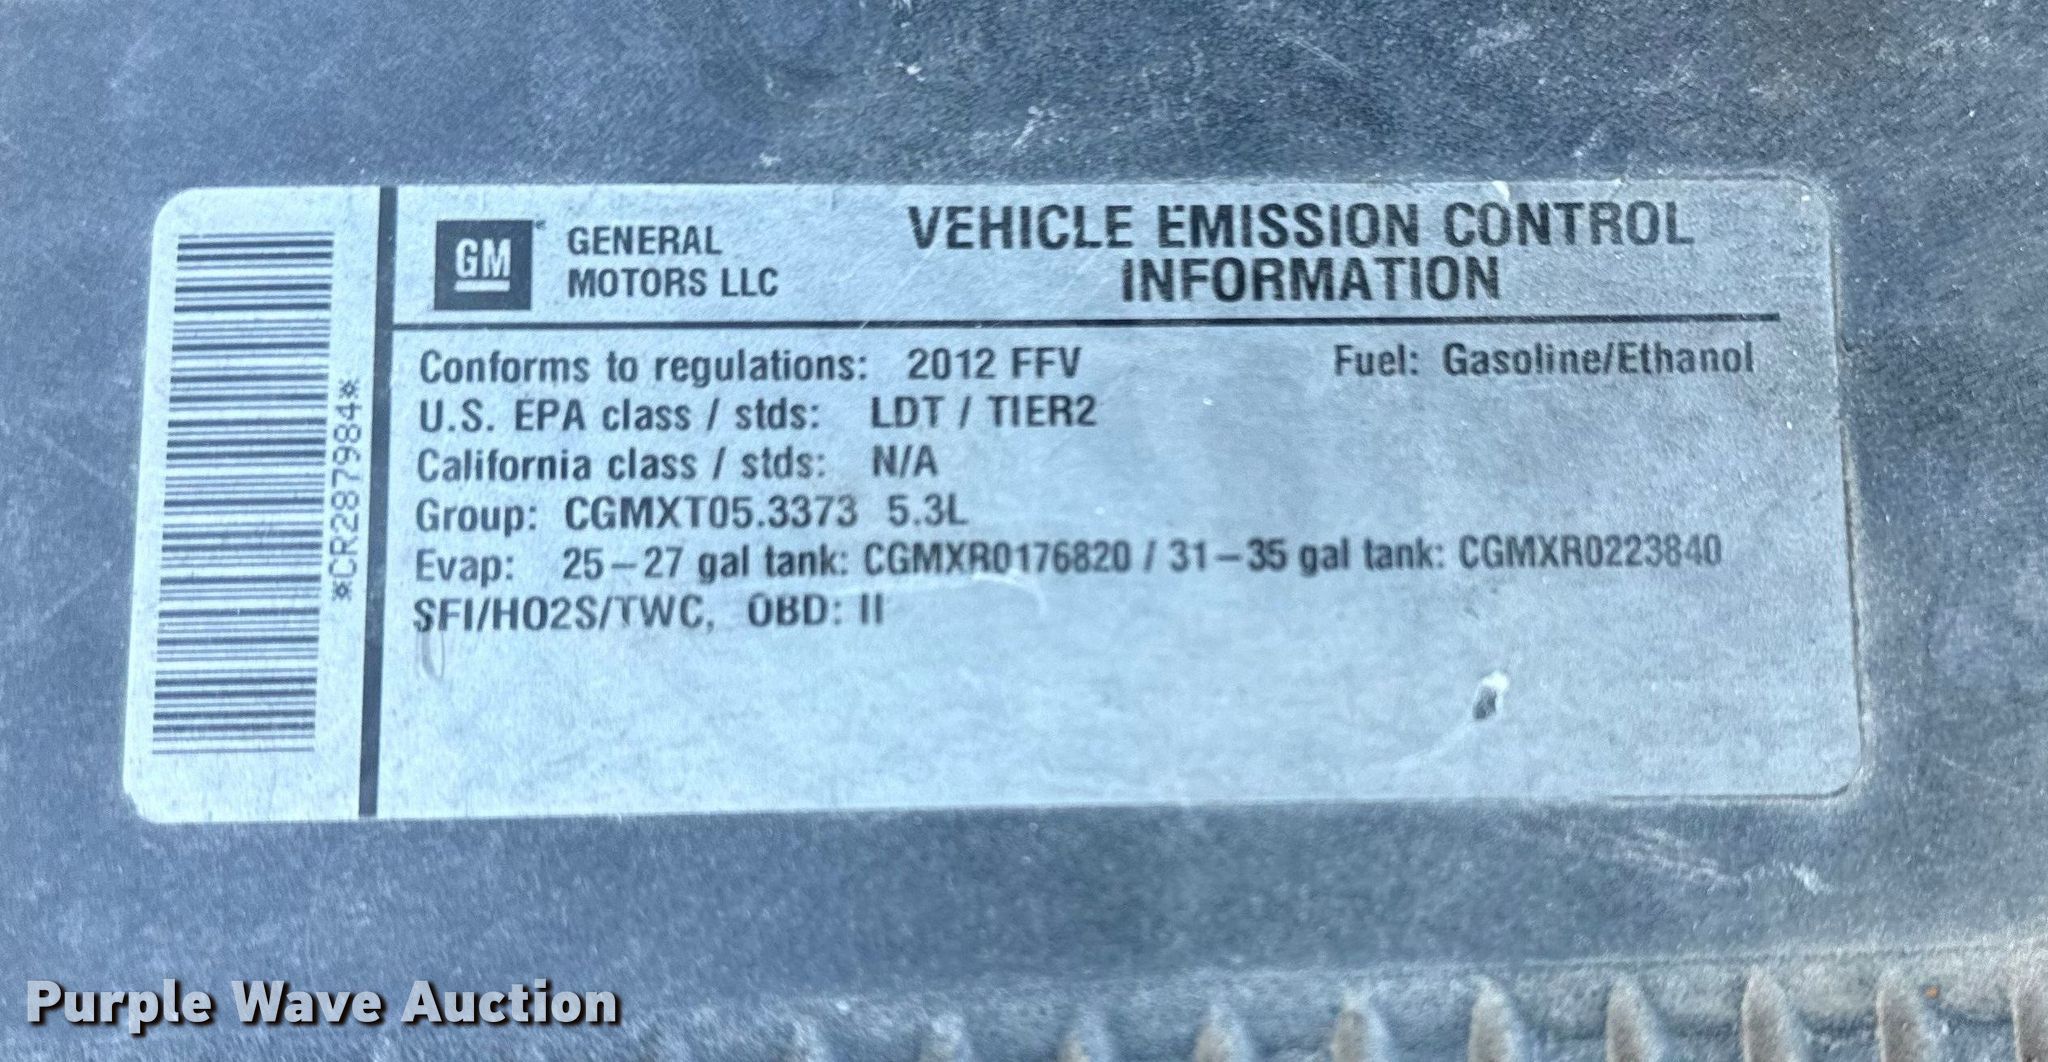 *CR287984*
GM
GENERAL
MOTORS LLC
VEHICLE EMISSION CONTROL
INFORMATION
Conforms to regulations: 2012 FFV
Fuel: Gasoline/Ethanol
U.S. EPA class / stds: LDT / TIER2
California class / stds: N/A
Group: CGMXT05.3373 5.3L
Evap: 25-27 gal tank: CGMXR0176820 / 31-35 gal tank: CGMXR0223840
SFI/HO2S/TWC, OBD: II
Purple Wave Auction